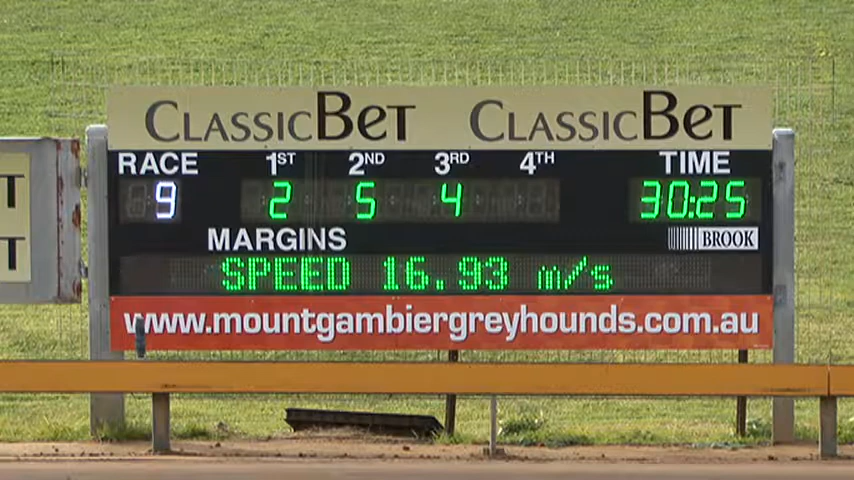 CLASSICBET CLASSICBET
RACE 1ST 2ND 3RD 4TH TIME
9 2 5 4 30:25
MARGINS BROOK
SPEED 16.93 m/s
www.mountgambiergreyhounds.com.au
T
T